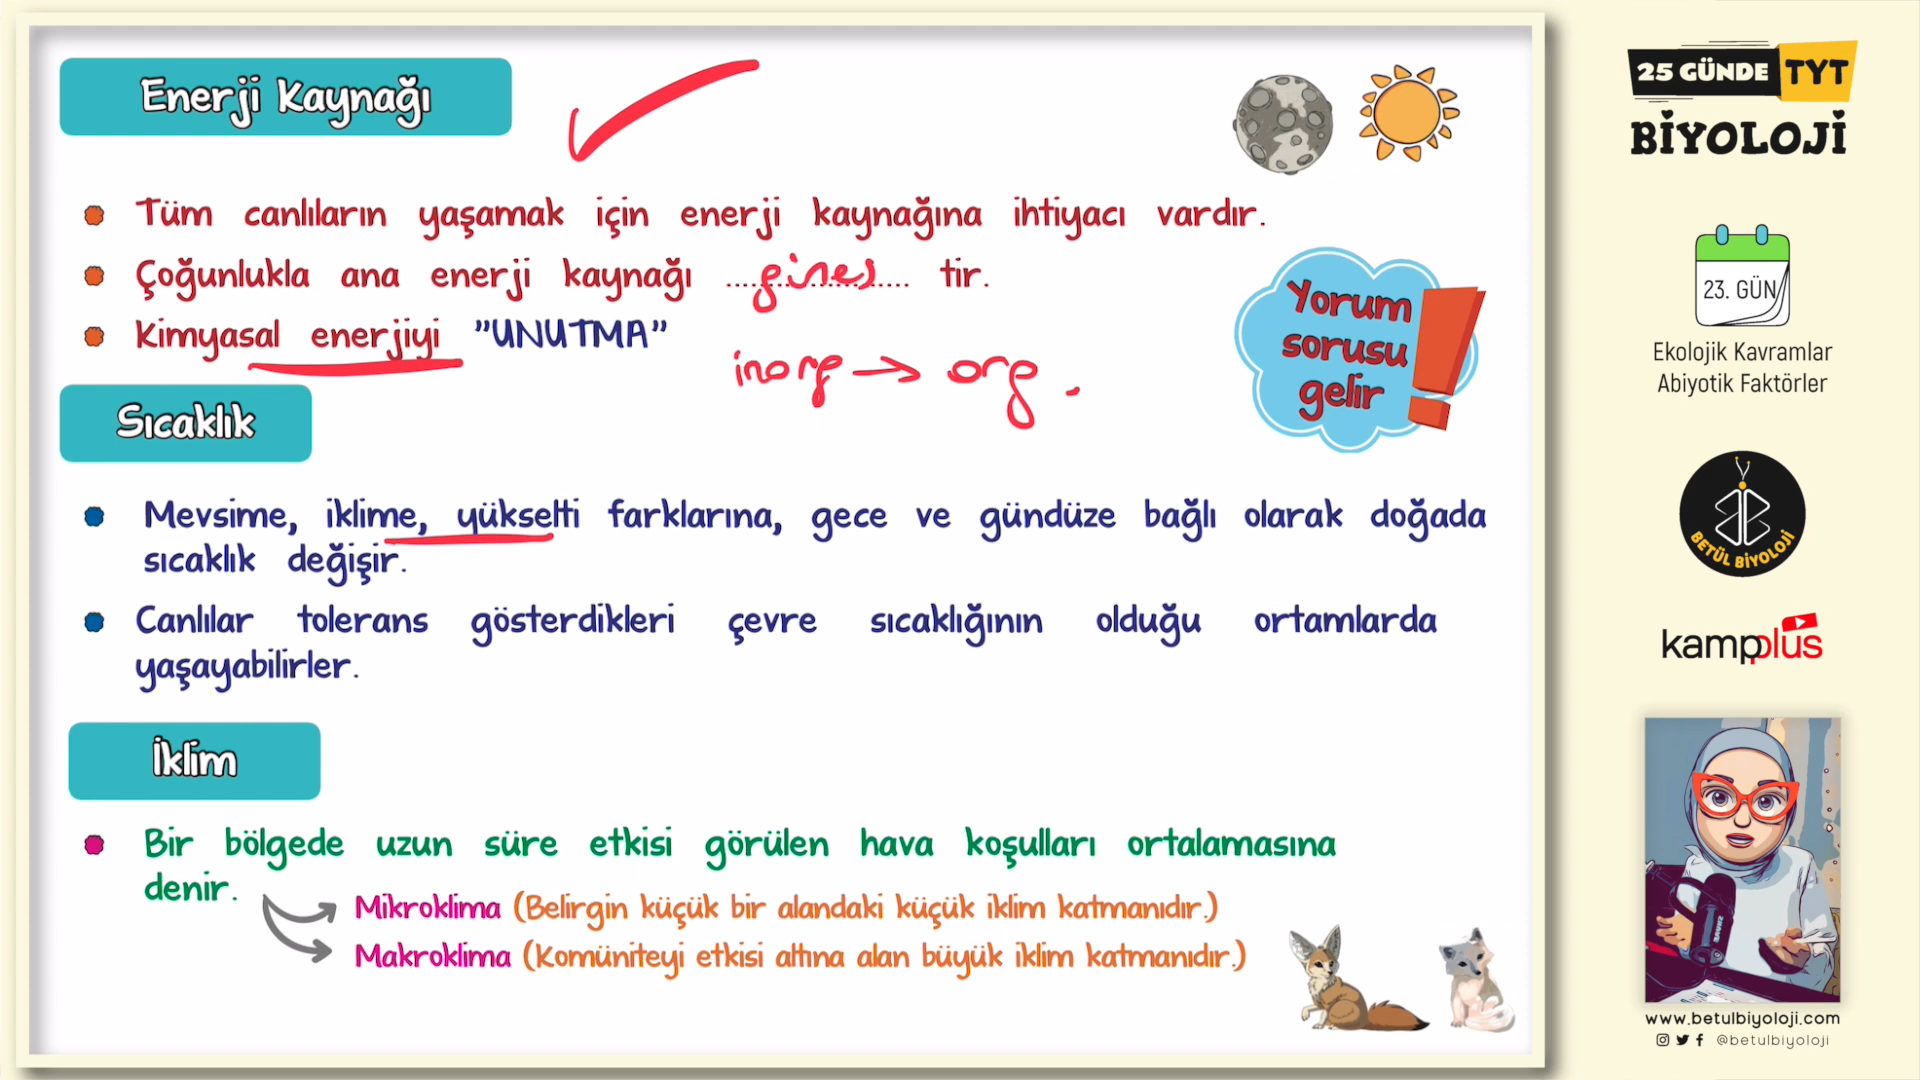 Enerji Kaynağı
Tüm canlıların yaşamak için enerji kaynağına ihtiyacı vardır.
Çoğunlukla ana enerji kaynağı ....güneş.... tir.
Kimyasal enerjiyi "UNUTMA"
inorg → org.
Yorum
sorusu
gelir
Sıcaklık
Mevsime, iklime, yükselti farklarına, gece ve gündüze bağlı olarak doğada
sıcaklık değişir.
Canlılar tolerans gösterdikleri çevre sıcaklığının olduğu ortamlarda
yaşayabilirler.
İklim
Bir bölgede uzun süre etkisi görülen hava koşulları ortalamasına
denir.
Mikroklima (Belirgin küçük bir alandaki küçük iklim katmanıdır.)
Makroklima (Komüniteyi etkisi altına alan büyük iklim katmanıdır.)
25 GÜNDE TYT
BİYOLOJİ
23. GÜN
Ekolojik Kavramlar
Abiyotik Faktörler
BETÜL BİYOLOJİ
kampplus
www.betulbiyoloji.com
@betulbiyoloji